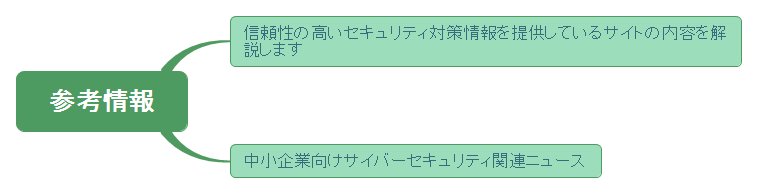 参考情報
信頼性の高いセキュリティ対策情報を提供しているサイトの内容を解
説します
中小企業向けサイバーセキュリティ関連ニュース